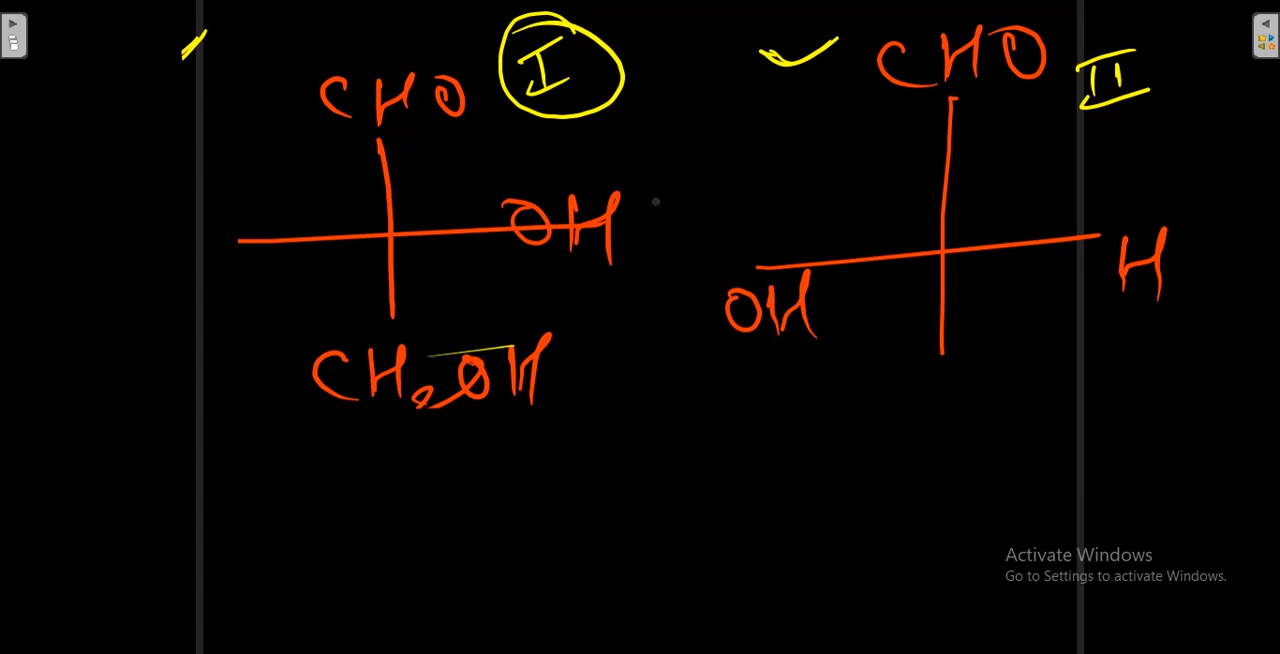 CHO I
OH
CH2OH
CHO II
OH H
Activate Windows
Go to Settings to activate Windows.